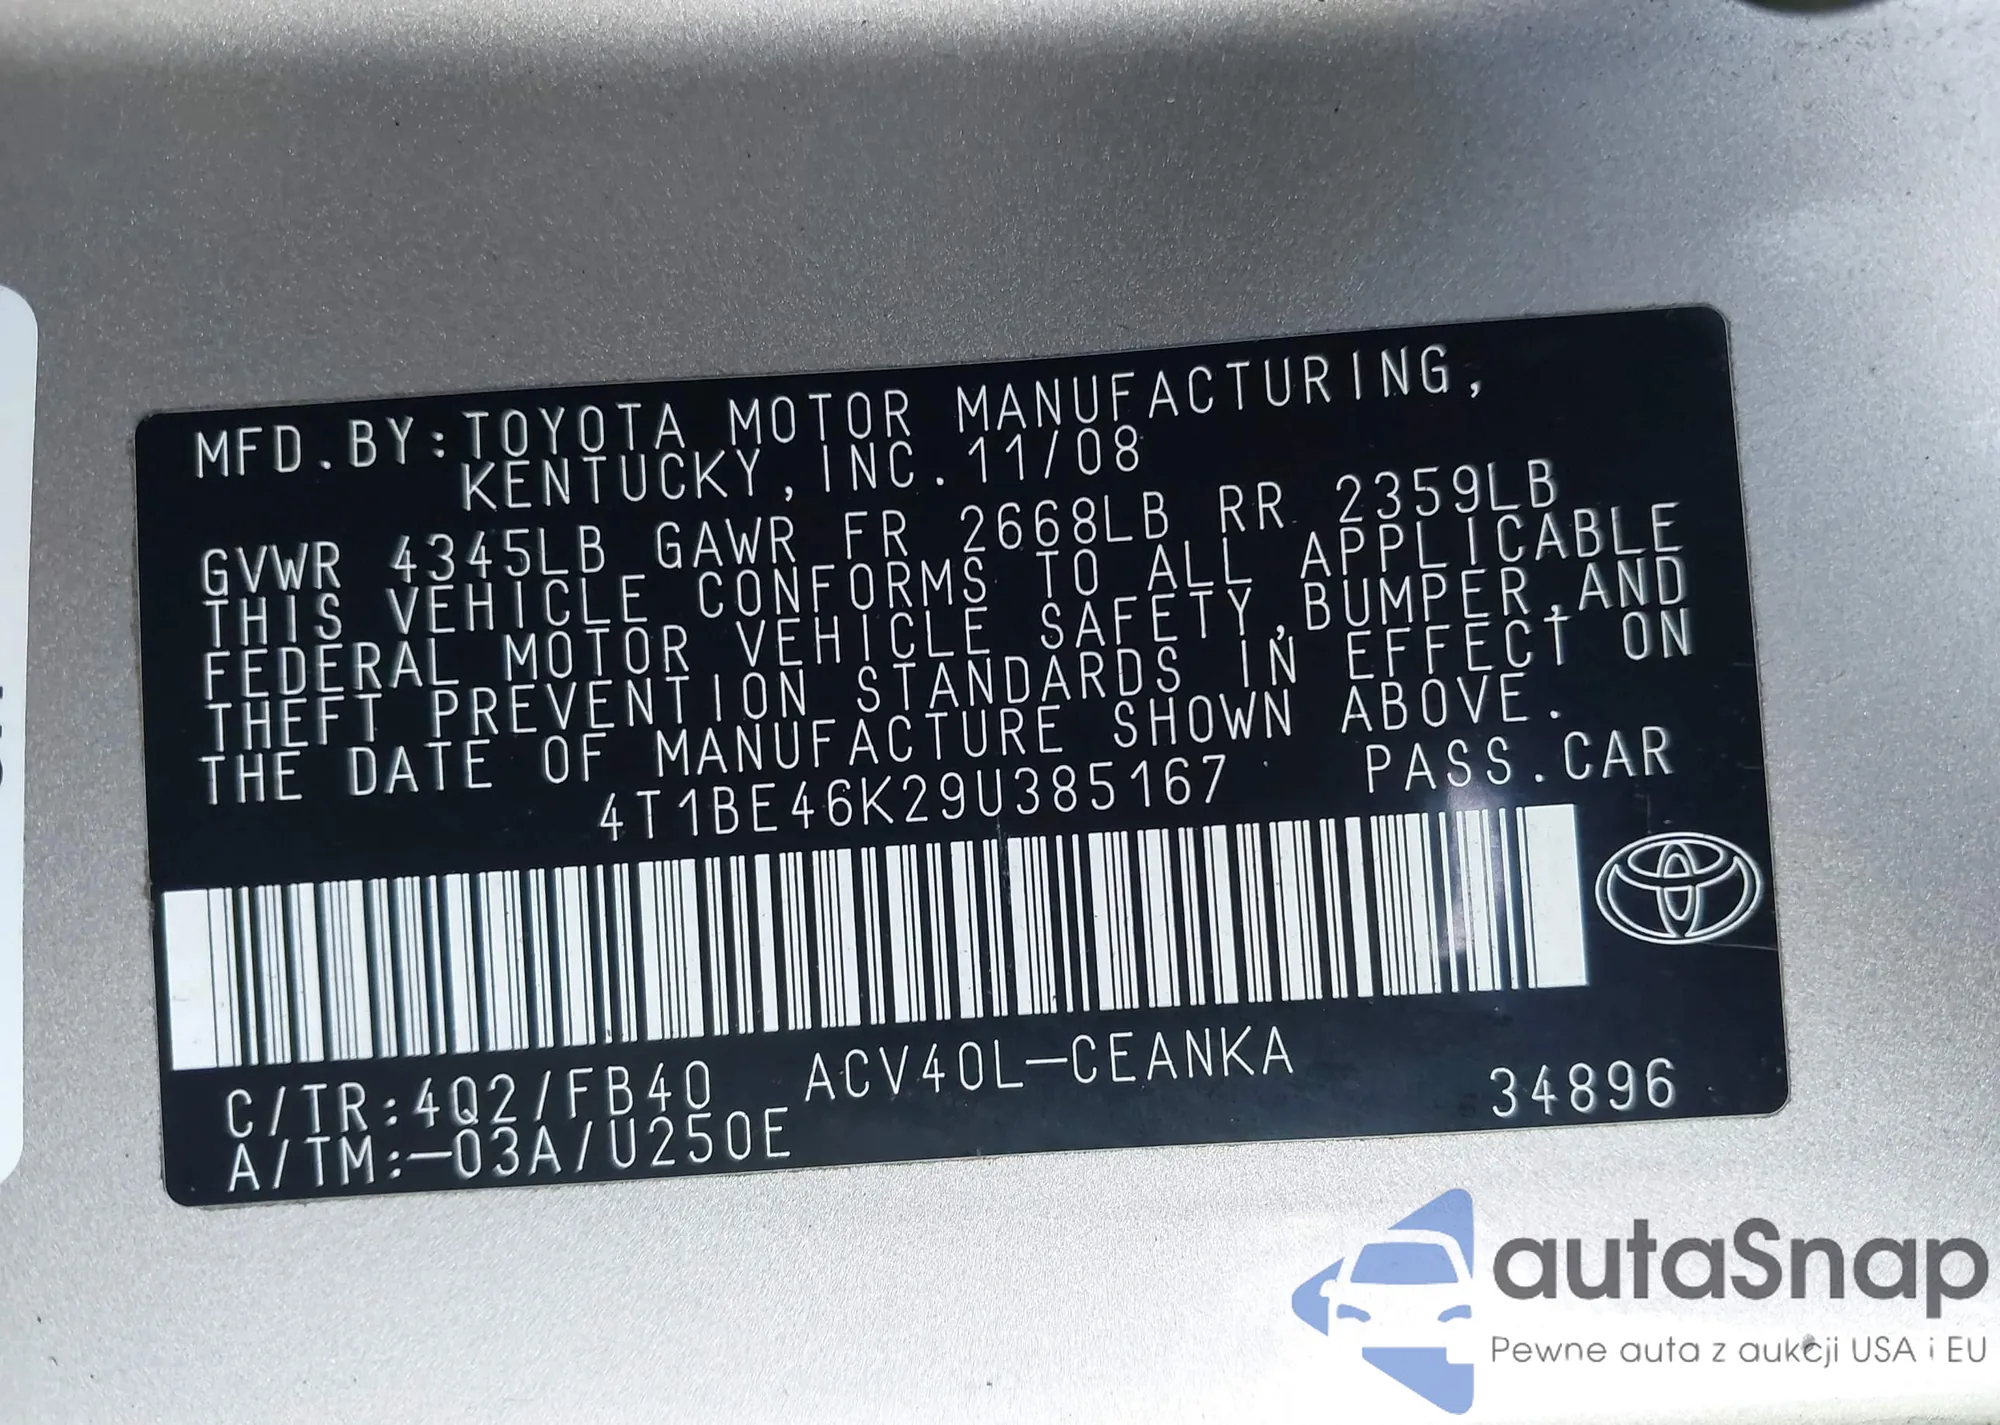 MFD.BY:TOYOTA MOTOR MANUFACTURING,
KENTUCKY,INC.11/08
GVWR 4345LB GAWR FR 2668LB RR 2359LB
THIS VEHICLE CONFORMS TO ALL APPLICABLE
FEDERAL MOTOR VEHICLE SAFETY,BUMPER,AND
THEFT PREVENTION STANDARDS IN EFFECT ON
THE DATE OF MANUFACTURE SHOWN ABOVE.
4T1BE46K29U385167 PASS.CAR
ACV40L-CEANKA
C/TR:4Q2/FB40 34896
A/TM:-03A/U250E
autaSnap
Pewne auta z aukcji USA i EU